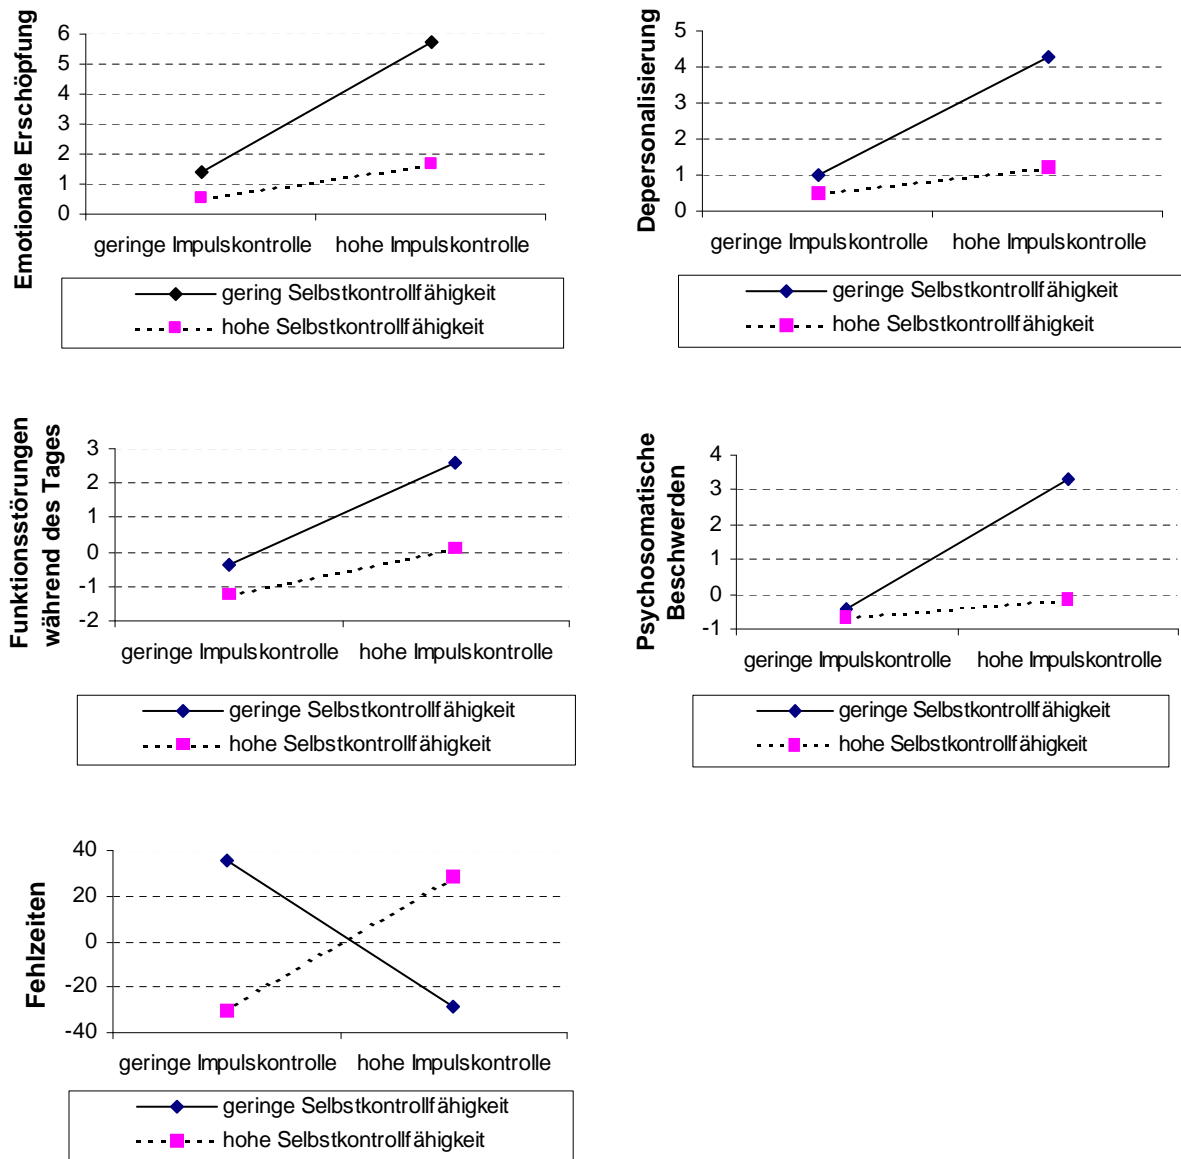 Emotionale Erschöpfung
6
5
4
3
2
1
0
geringe Impulskontrolle
hohe Impulskontrolle
gering Selbstkontrollfähigkeit
hohe Selbstkontrollfähigkeit
Depersonalisierung
5
4
3
2
1
0
geringe Impulskontrolle
hohe Impulskontrolle
geringe Selbstkontrollfähigkeit
hohe Selbstkontrollfähigkeit
Funktionsstörungen
während des Tages
3
2
1
0
-1
-2
geringe Impulskontrolle
hohe Impulskontrolle
geringe Selbstkontrollfähigkeit
hohe Selbstkontrollfähigkeit
Psychosomatische
Beschwerden
4
3
2
1
0
-1
geringe Impulskontrolle
hohe Impulskontrolle
geringe Selbstkontrollfähigkeit
hohe Selbstkontrollfähigkeit
Fehlzeiten
40
20
0
-20
-40
geringe Impulskontrolle
hohe Impulskontrolle
geringe Selbstkontrollfähigkeit
hohe Selbstkontrollfähigkeit